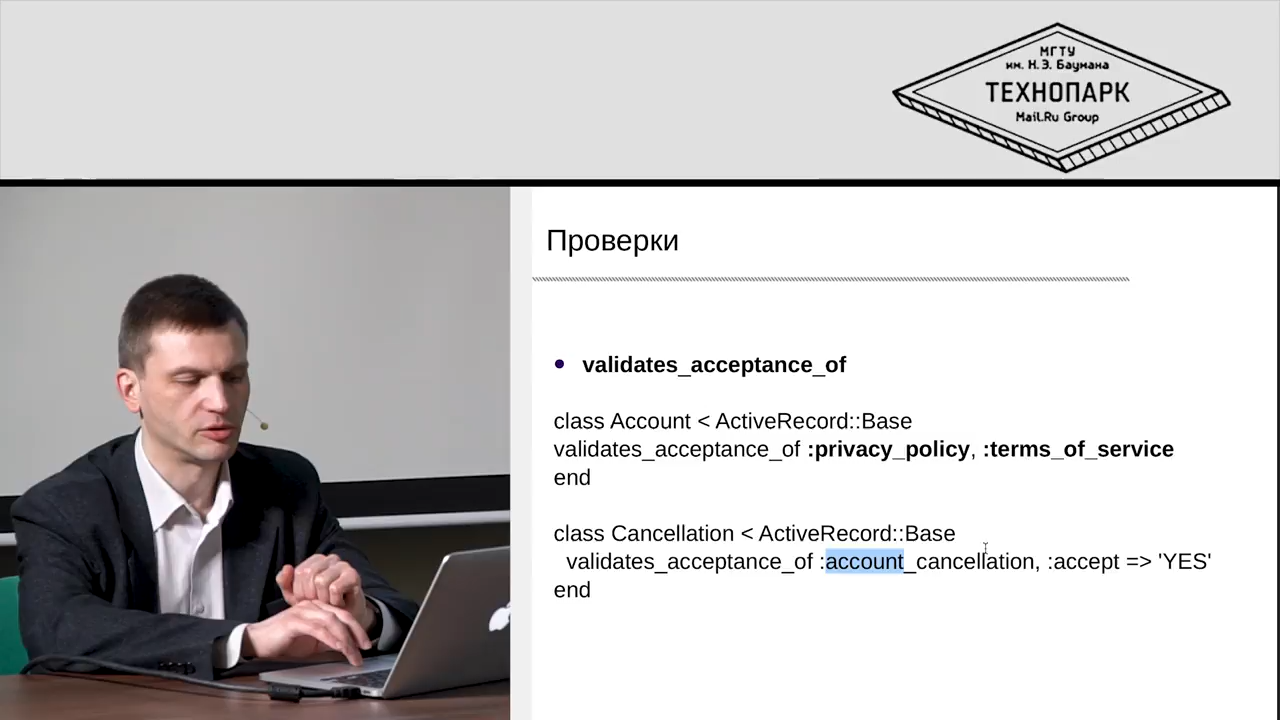 МГТУ
им. Н.Э. Баумана
ТЕХНОПАРК
Mail.Ru Group
Проверки
• validates_acceptance_of
class Account < ActiveRecord::Base
validates_acceptance_of :privacy_policy, :terms_of_service
end
class Cancellation < ActiveRecord::Base
validates_acceptance_of :account_cancellation, :accept => 'YES'
end